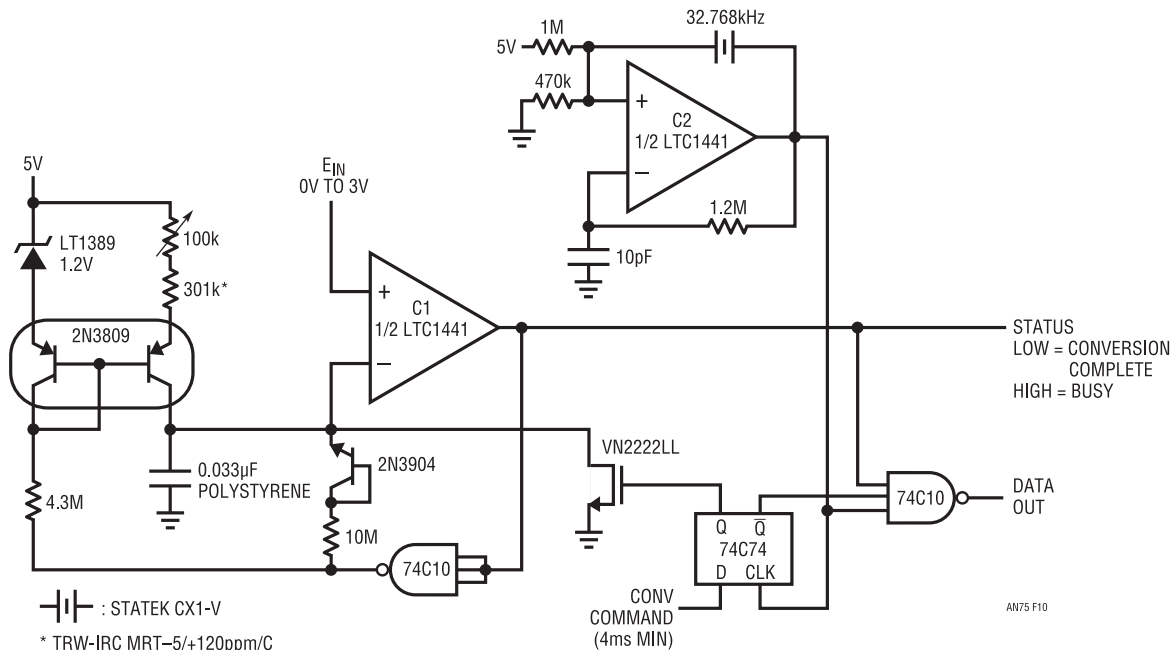 32.768kHz
1M
5V
470k
+
C2
1/2 LTC1441
–
1.2M
10pF
5V
LT1389
1.2V
100k
301k*
2N3809
EIN
0V TO 3V
+
C1
1/2 LTC1441
–
STATUS
LOW = CONVERSION
COMPLETE
HIGH = BUSY
4.3M
0.033µF
POLYSTYRENE
2N3904
10M
74C10
VN2222LL
Q Q̅
74C74
D CLK
CONV
COMMAND
(4ms MIN)
74C10
DATA
OUT
: STATEK CX1-V
* TRW-IRC MRT–5/+120ppm/C
AN75 F10